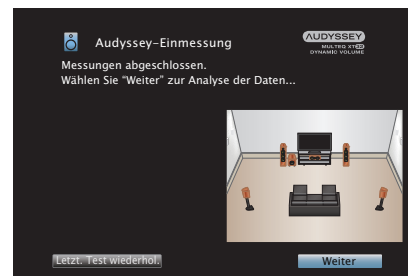 Audyssey-Einmessung
AUDYSSEY
MULTEQ XT32
DYNAMIC VOLUME
Messungen abgeschlossen.
Wählen Sie “Weiter” zur Analyse der Daten...
Letzt. Test wiederhol.
Weiter